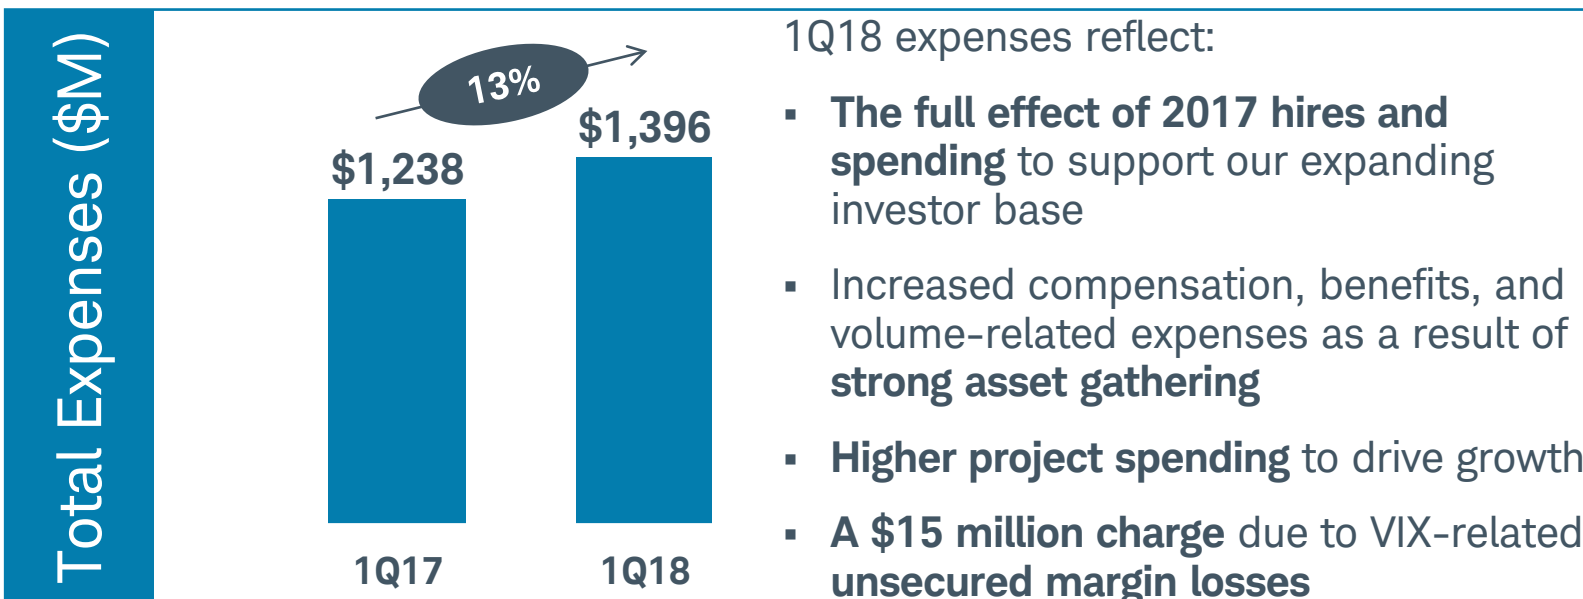 Total Expenses ($M)
13%
$1,238
$1,396
1Q17
1Q18
1Q18 expenses reflect:
▪ The full effect of 2017 hires and
spending to support our expanding
investor base
▪ Increased compensation, benefits, and
volume-related expenses as a result of
strong asset gathering
▪ Higher project spending to drive growth
▪ A $15 million charge due to VIX-related
unsecured margin losses